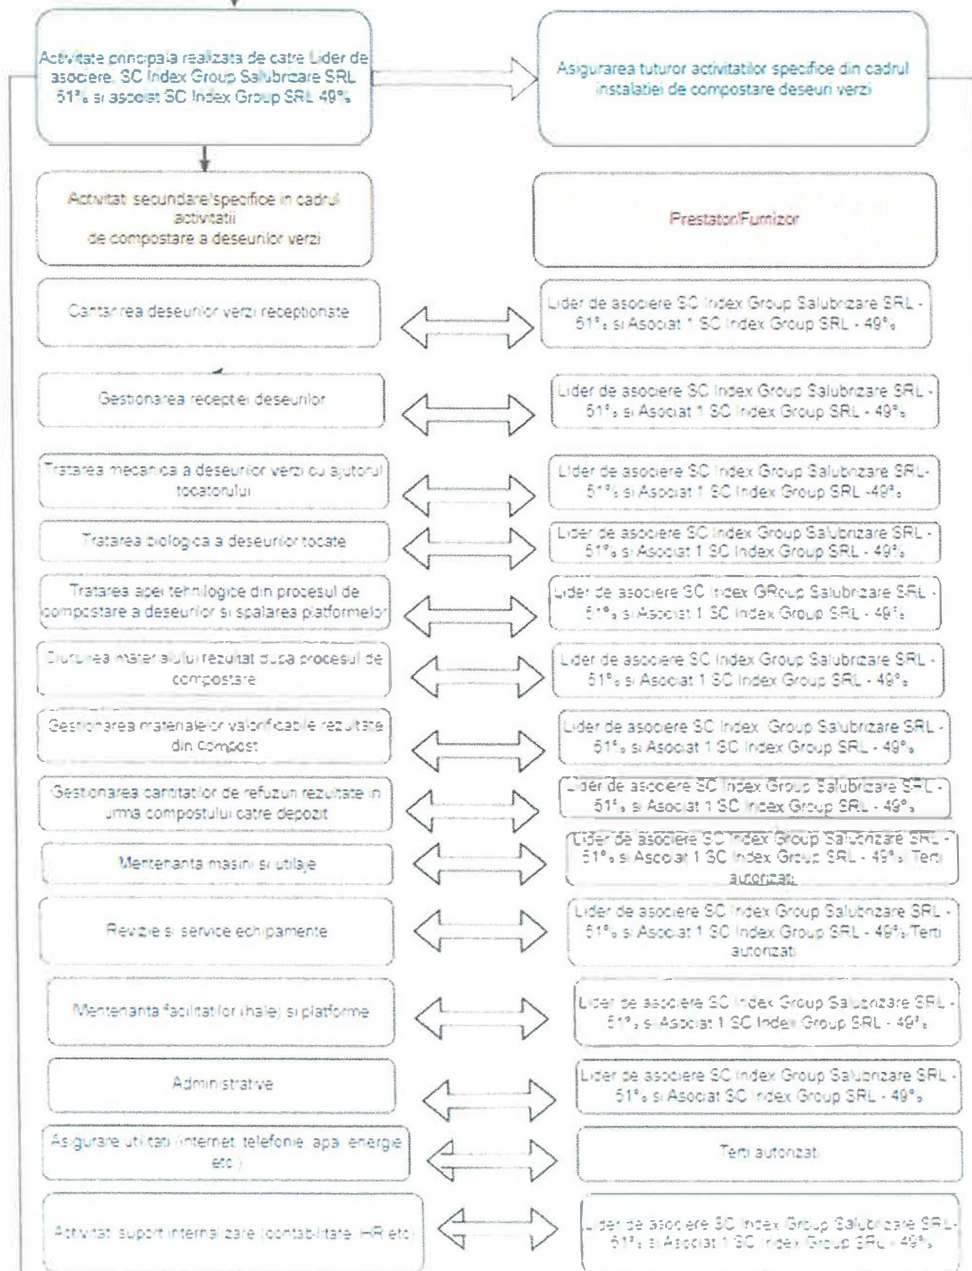 Activitate principala realizata de catre Lider de
asociere, SC Index Group Salubrizare SRL
51% si asociat SC Index Group SRL 49%
Asigurarea tuturor activitatilor specifice din cadrul
instalatiei de compostare deseuri verzi
Activitati secundare/specifice in cadrul
activitatii
de compostare a deseurilor verzi
Prestator/Furnizor
Cantarirea deseurilor verzi receptionate
Lider de asociere SC Index Group Salubrizare SRL -
51% si Asociat 1 SC Index Group SRL - 49%
Gestionarea receptiei deseurilor
Lider de asociere SC Index Group Salubrizare SRL -
51% si Asociat 1 SC Index Group SRL - 49%
Tratarea mecanica a deseurilor verzi cu ajutorul
tocatorului
Lider de asociere SC Index Group Salubrizare SRL-
51% si Asociat 1 SC Index Group SRL -49%
Tratarea biologica a deseurilor tocate
Lider de asociere SC Index Group Salubrizare SRL -
51% si Asociat 1 SC Index Group SRL - 49%
Tratarea apei tehnilogice din procesul de
compostare a deseurilor si spalarea platformelor
Lider de asociere SC Index GRoup Salubrizare SRL -
51% si Asociat 1 SC Index Group SRL - 49%
Ciuruirea materialului rezultat dupa procesul de
compostare
Lider de asociere SC Index Group Salubrizare SRL -
51% si Asociat 1 SC Index Group SRL - 49%
Gestionarea materialelor valorificabile rezultate
din compost
Lider de asociere SC Index Group Salubrizare SRL -
51% si Asociat 1 SC Index Group SRL - 49%
Gestionarea cantitatii de refuzuri rezultate in
urma compostului catre depozit
Lider de asociere SC Index Group Salubrizare SRL -
51% si Asociat 1 SC Index Group SRL - 49%
Mentenanta masini si utilaje
Lider de asociere SC Index Group Salubrizare SRL -
51% si Asociat 1 SC Index Group SRL - 49% Terti
autorizati
Revizie si service echipamente
Lider de asociere SC Index Group Salubrizare SRL -
51% si Asociat 1 SC Index Group SRL - 49%/Terti
autorizati
Mentenanta facilitatilor (hale) si platforme
Lider de asociere SC Index Group Salubrizare SRL -
51% si Asociat 1 SC Index Group SRL - 49%
Administrative
Lider de asociere SC Index Group Salubrizare SRL -
51% si Asociat SC Index Group SRL - 49%
Asigurare utilitati (internet, telefonie, apa, energie
etc.)
Terti autorizati
Activitati suport internalizare (contabilitate, HR etc)
Lider de asociere SC Index Group Salubrizare SRL-
51% si Asociat 1 SC Index Group SRL - 49%